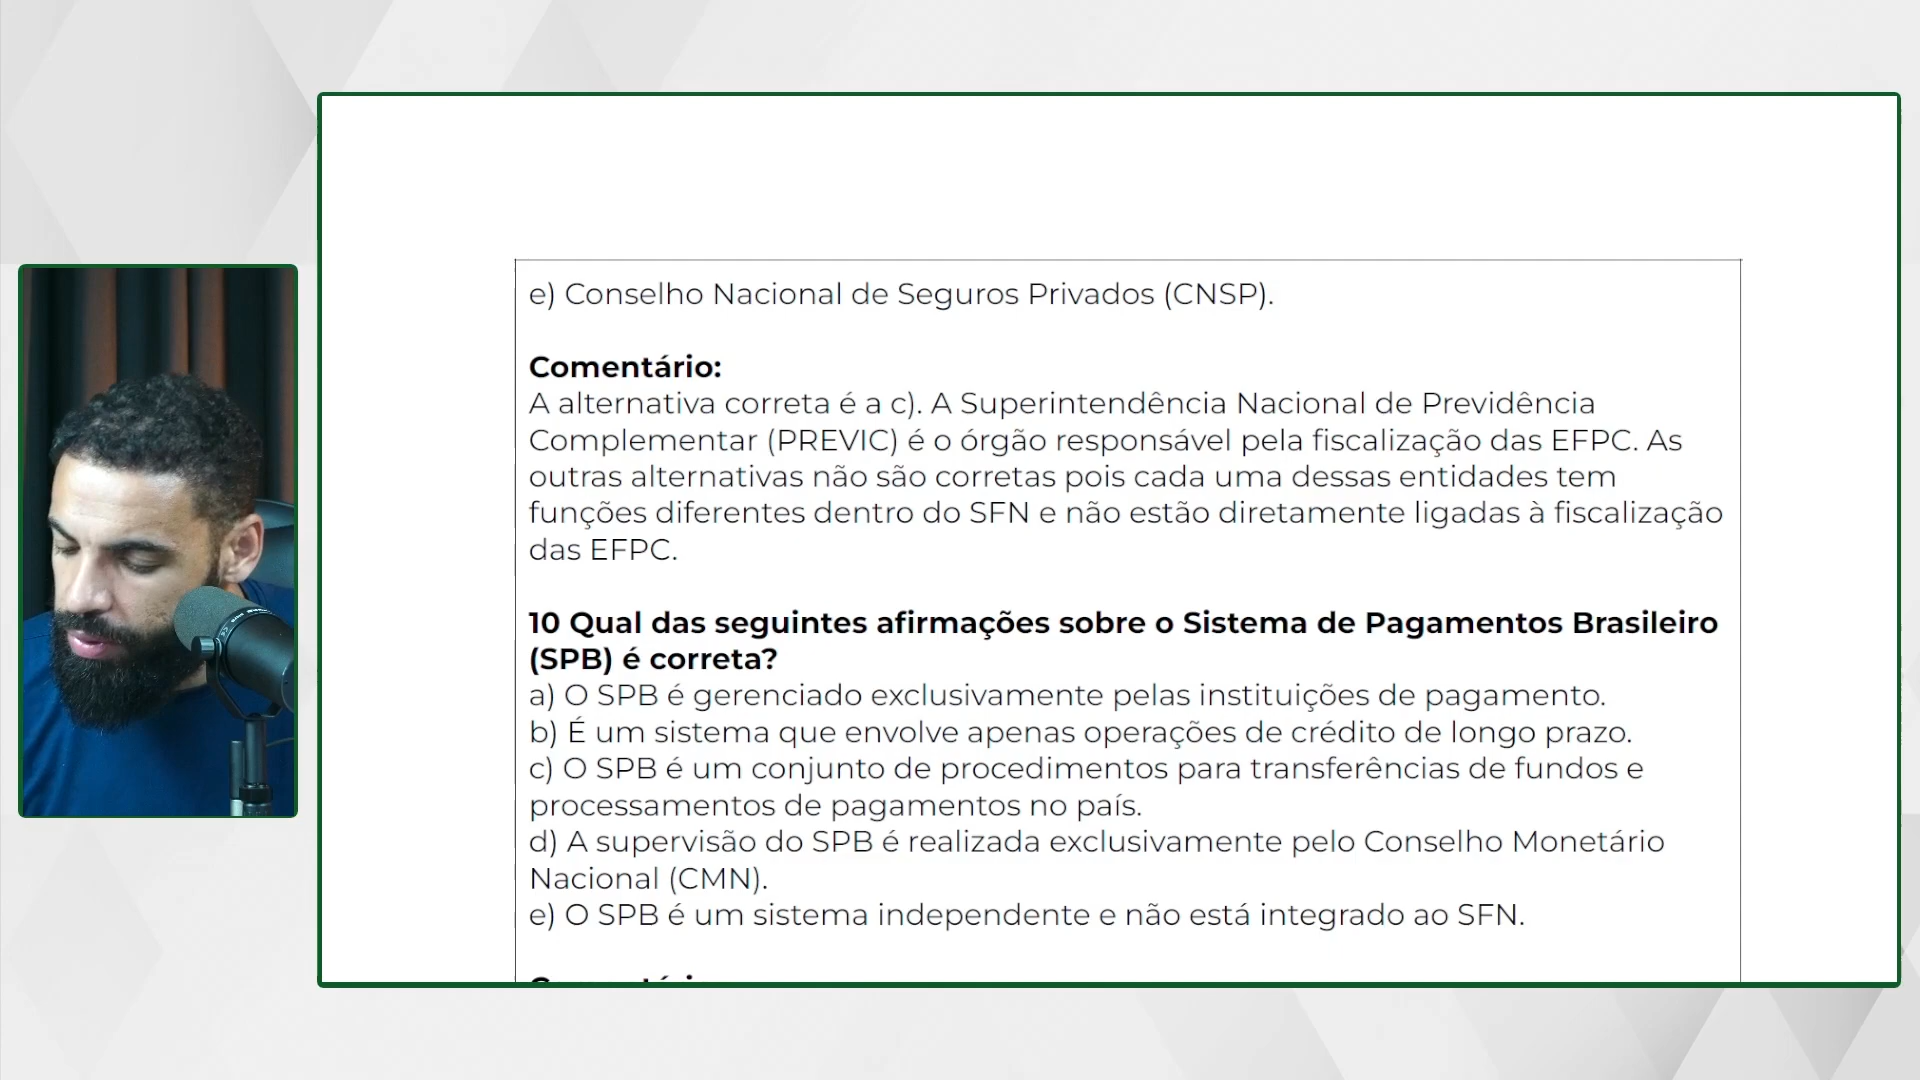 e) Conselho Nacional de Seguros Privados (CNSP).
Comentário:
A alternativa correta é a c). A Superintendência Nacional de Previdência
Complementar (PREVIC) é o órgão responsável pela fiscalização das EFPC. As
outras alternativas não são corretas pois cada uma dessas entidades tem
funções diferentes dentro do SFN e não estão diretamente ligadas à fiscalização
das EFPC.
10 Qual das seguintes afirmações sobre o Sistema de Pagamentos Brasileiro
(SPB) é correta?
a) O SPB é gerenciado exclusivamente pelas instituições de pagamento.
b) É um sistema que envolve apenas operações de crédito de longo prazo.
c) O SPB é um conjunto de procedimentos para transferências de fundos e
processamentos de pagamentos no país.
d) A supervisão do SPB é realizada exclusivamente pelo Conselho Monetário
Nacional (CMN).
e) O SPB é um sistema independente e não está integrado ao SFN.